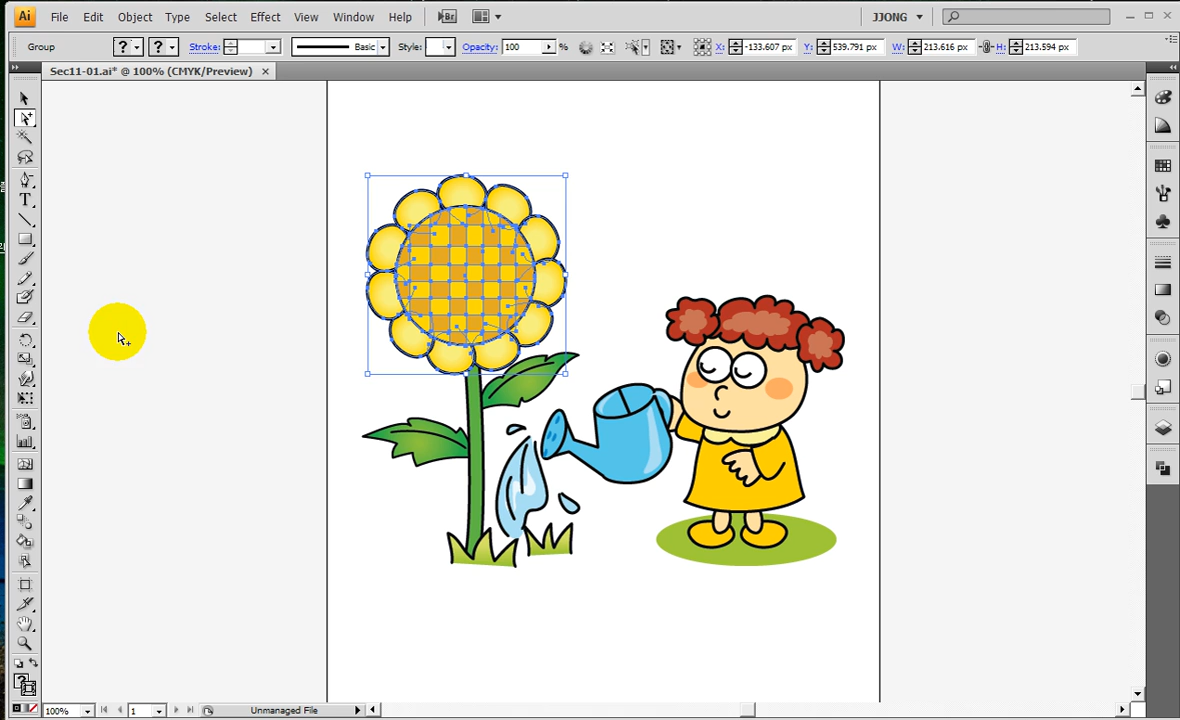 Ai File Edit Object Type Select Effect View Window Help Br JJONG
Group ? ? Stroke: Basic Style: Opacity: 100 % X: -133.607 px Y: 539.791 px W: 213.616 px H: 213.594 px
Sec11-01.ai* @ 100% (CMYK/Preview) ×
T
?
100% 1 Unmanaged File